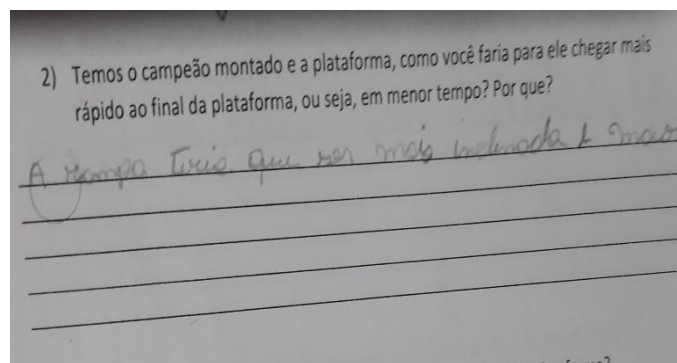 2) Temos o campeão montado e a plataforma, como você faria para ele chegar mais
rápido ao final da plataforma, ou seja, em menor tempo? Por que?
A rampa Tiria que ser mais inclinada